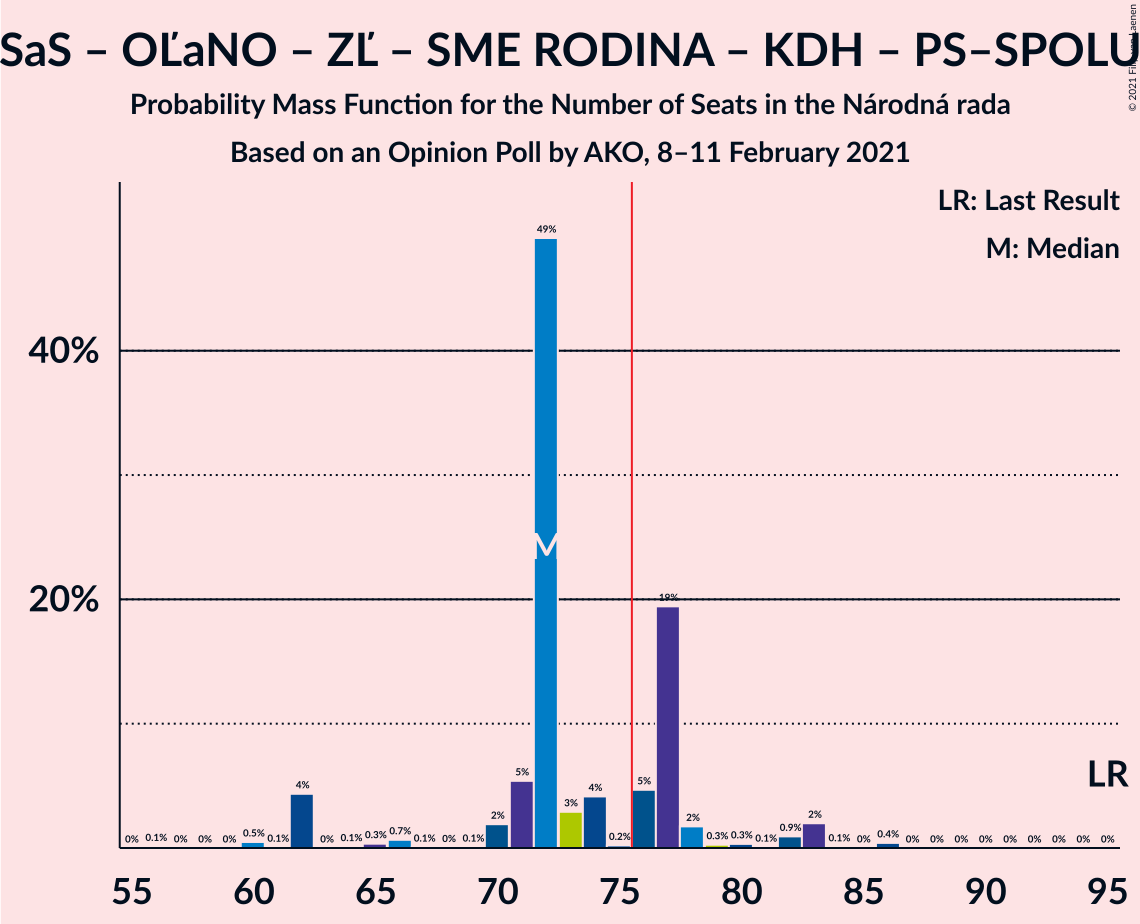 SaS – OĽaNO – ZĽ – SME RODINA – KDH – PS–SPOLU
Probability Mass Function for the Number of Seats in the Národná rada
Based on an Opinion Poll by AKO, 8–11 February 2021
© 2021 Filip van Laenen
LR: Last Result
M: Median
40%
20%
0% 0.1% 0% 0% 0% 0.5% 0.1% 4% 0% 0.1% 0.3% 0.7% 0.1% 0% 0.1% 2% 5% 49% 3% 4% 0.2% 5% 19% 2% 0.3% 0.3% 0.1% 0.9% 2% 0.1% 0% 0.4% 0% 0% 0% 0% 0% 0% 0% 0% 0%
M
LR
55 60 65 70 75 80 85 90 95